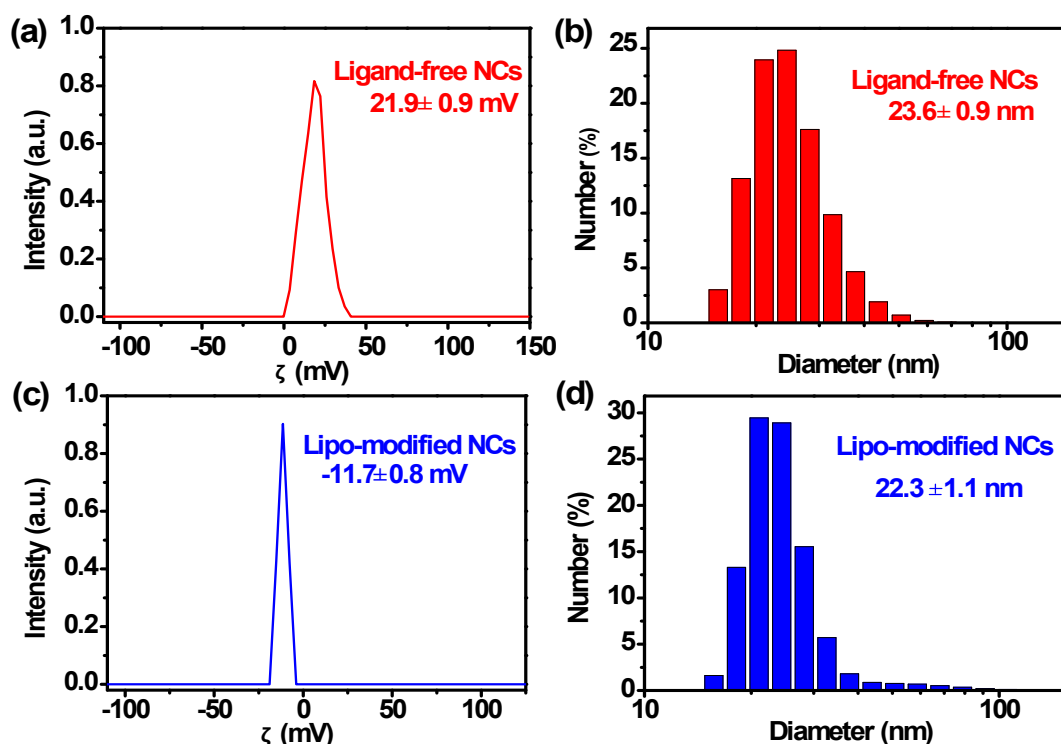 (a)
Ligand-free NCs
21.9± 0.9 mV
Intensity (a.u.)
1.0
0.8
0.6
0.4
0.2
0.0
-100 -50 0 50 100 150
ζ (mV)
(b)
Ligand-free NCs
23.6± 0.9 nm
Number (%)
25
20
15
10
5
0
10 100
Diameter (nm)
(c)
Lipo-modified NCs
-11.7±0.8 mV
Intensity (a.u.)
1.0
0.8
0.6
0.4
0.2
0.0
-100 -50 0 50 100
ζ (mV)
(d)
Lipo-modified NCs
22.3 ±1.1 nm
Number (%)
30
25
20
15
10
5
0
10 100
Diameter (nm)